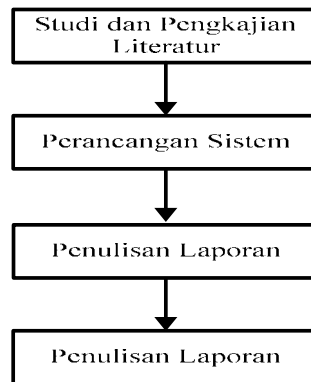 Studi dan Pengkajian
Literatur
Perancangan Sistem
Penulisan Laporan
Penulisan Laporan